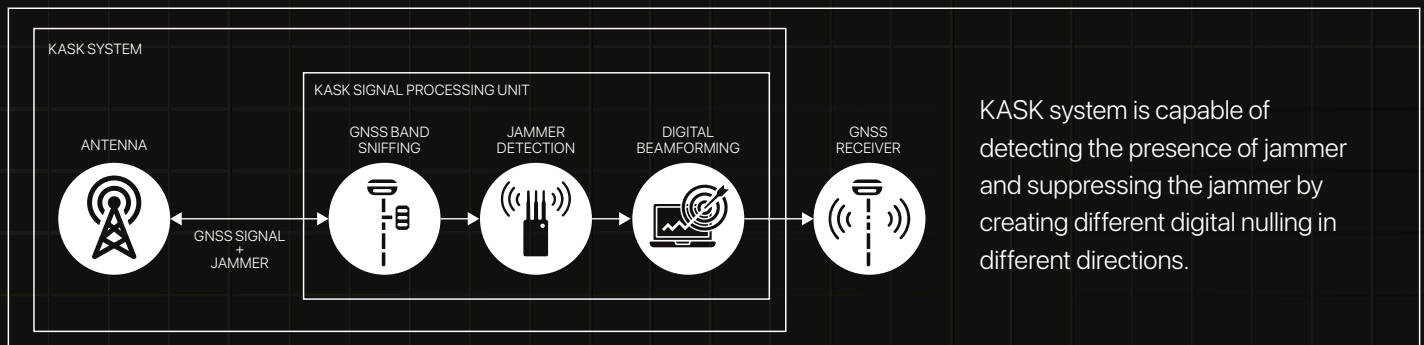 KASK SYSTEM
KASK SIGNAL PROCESSING UNIT
ANTENNA
GNSS SIGNAL
+
JAMMER
GNSS BAND
SNIFFING
JAMMER
DETECTION
DIGITAL
BEAMFORMING
GNSS
RECEIVER
KASK system is capable of
detecting the presence of jammer
and suppressing the jammer by
creating different digital nulling in
different directions.